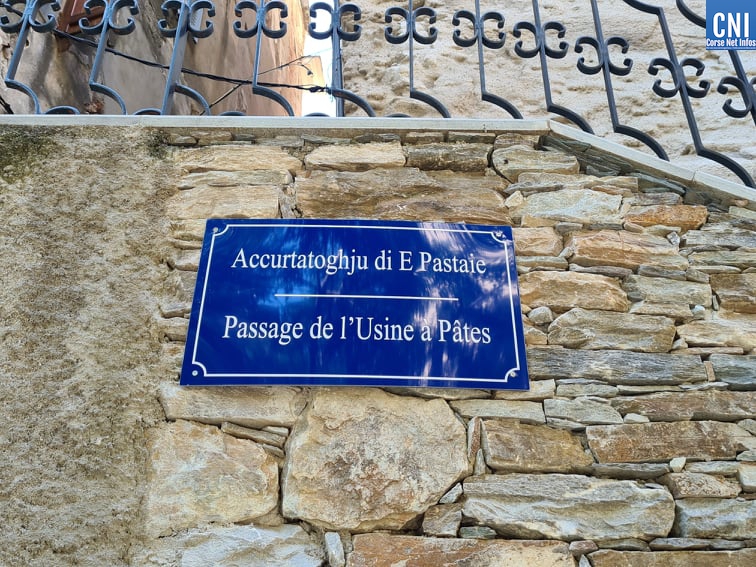 CNI
Corse Net Infos
Accurtatoghju di E Pastaie
Passage de l'Usine à Pâtes